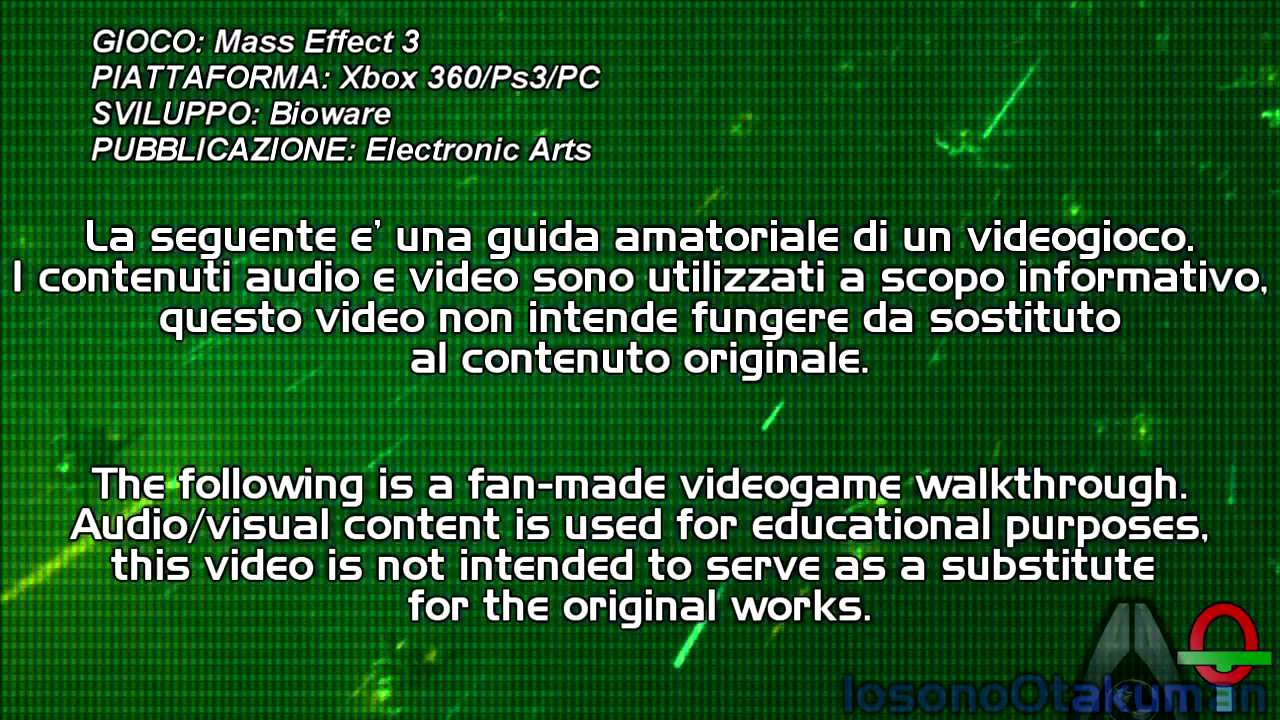 GIOCO: Mass Effect 3
PIATTAFORMA: Xbox 360/Ps3/PC
SVILUPPO: Bioware
PUBBLICAZIONE: Electronic Arts
La seguente e' una guida amatoriale di un videogioco.
I contenuti audio e video sono utilizzati a scopo informativo,
questo video non intende fungere da sostituto
al contenuto originale.
The following is a fan-made videogame walkthrough.
Audio/visual content is used for educational purposes,
this video is not intended to serve as a substitute
for the original works.
IosonoOtakuman